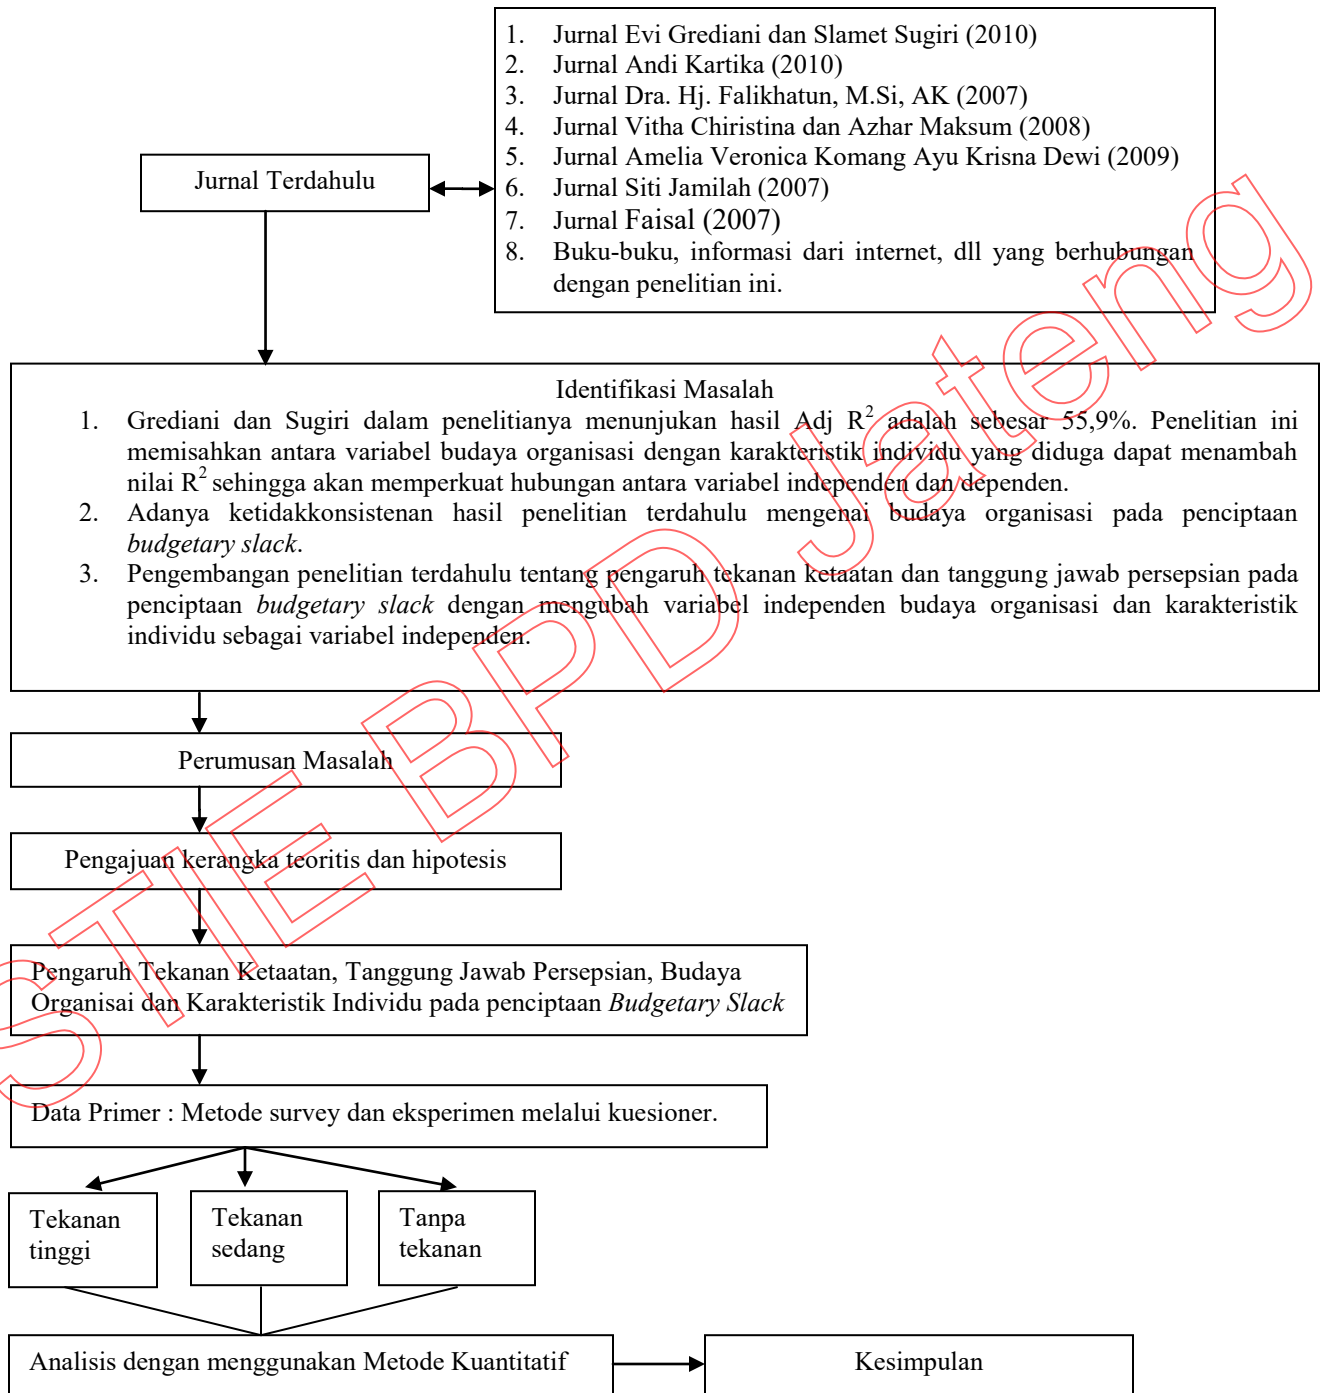 1. Jurnal Evi Grediani dan Slamet Sugiri (2010)
2. Jurnal Andi Kartika (2010)
3. Jurnal Dra. Hj. Falikhatun, M.Si, AK (2007)
4. Jurnal Vitha Chiristina dan Azhar Maksum (2008)
5. Jurnal Amelia Veronica Komang Ayu Krisna Dewi (2009)
6. Jurnal Siti Jamilah (2007)
7. Jurnal Faisal (2007)
8. Buku-buku, informasi dari internet, dll yang berhubungan
dengan penelitian ini.
Jurnal Terdahulu
Identifikasi Masalah
1. Grediani dan Sugiri dalam penelitianya menunjukan hasil Adj R² adalah sebesar 55,9%. Penelitian ini
memisahkan antara variabel budaya organisasi dengan karakteristik individu yang diduga dapat menambah
nilai R² sehingga akan memperkuat hubungan antara variabel independen dan dependen.
2. Adanya ketidakkonsistenan hasil penelitian terdahulu mengenai budaya organisasi pada penciptaan
budgetary slack.
3. Pengembangan penelitian terdahulu tentang pengaruh tekanan ketaatan dan tanggung jawab persepsian pada
penciptaan budgetary slack dengan mengubah variabel independen budaya organisasi dan karakteristik
individu sebagai variabel independen.
Perumusan Masalah
Pengajuan kerangka teoritis dan hipotesis
Pengaruh Tekanan Ketaatan, Tanggung Jawab Persepsian, Budaya
Organisai dan Karakteristik Individu pada penciptaan Budgetary Slack
Data Primer : Metode survey dan eksperimen melalui kuesioner.
Tekanan
tinggi
Tekanan
sedang
Tanpa
tekanan
Analisis dengan menggunakan Metode Kuantitatif
Kesimpulan
STIE BPD Jateng